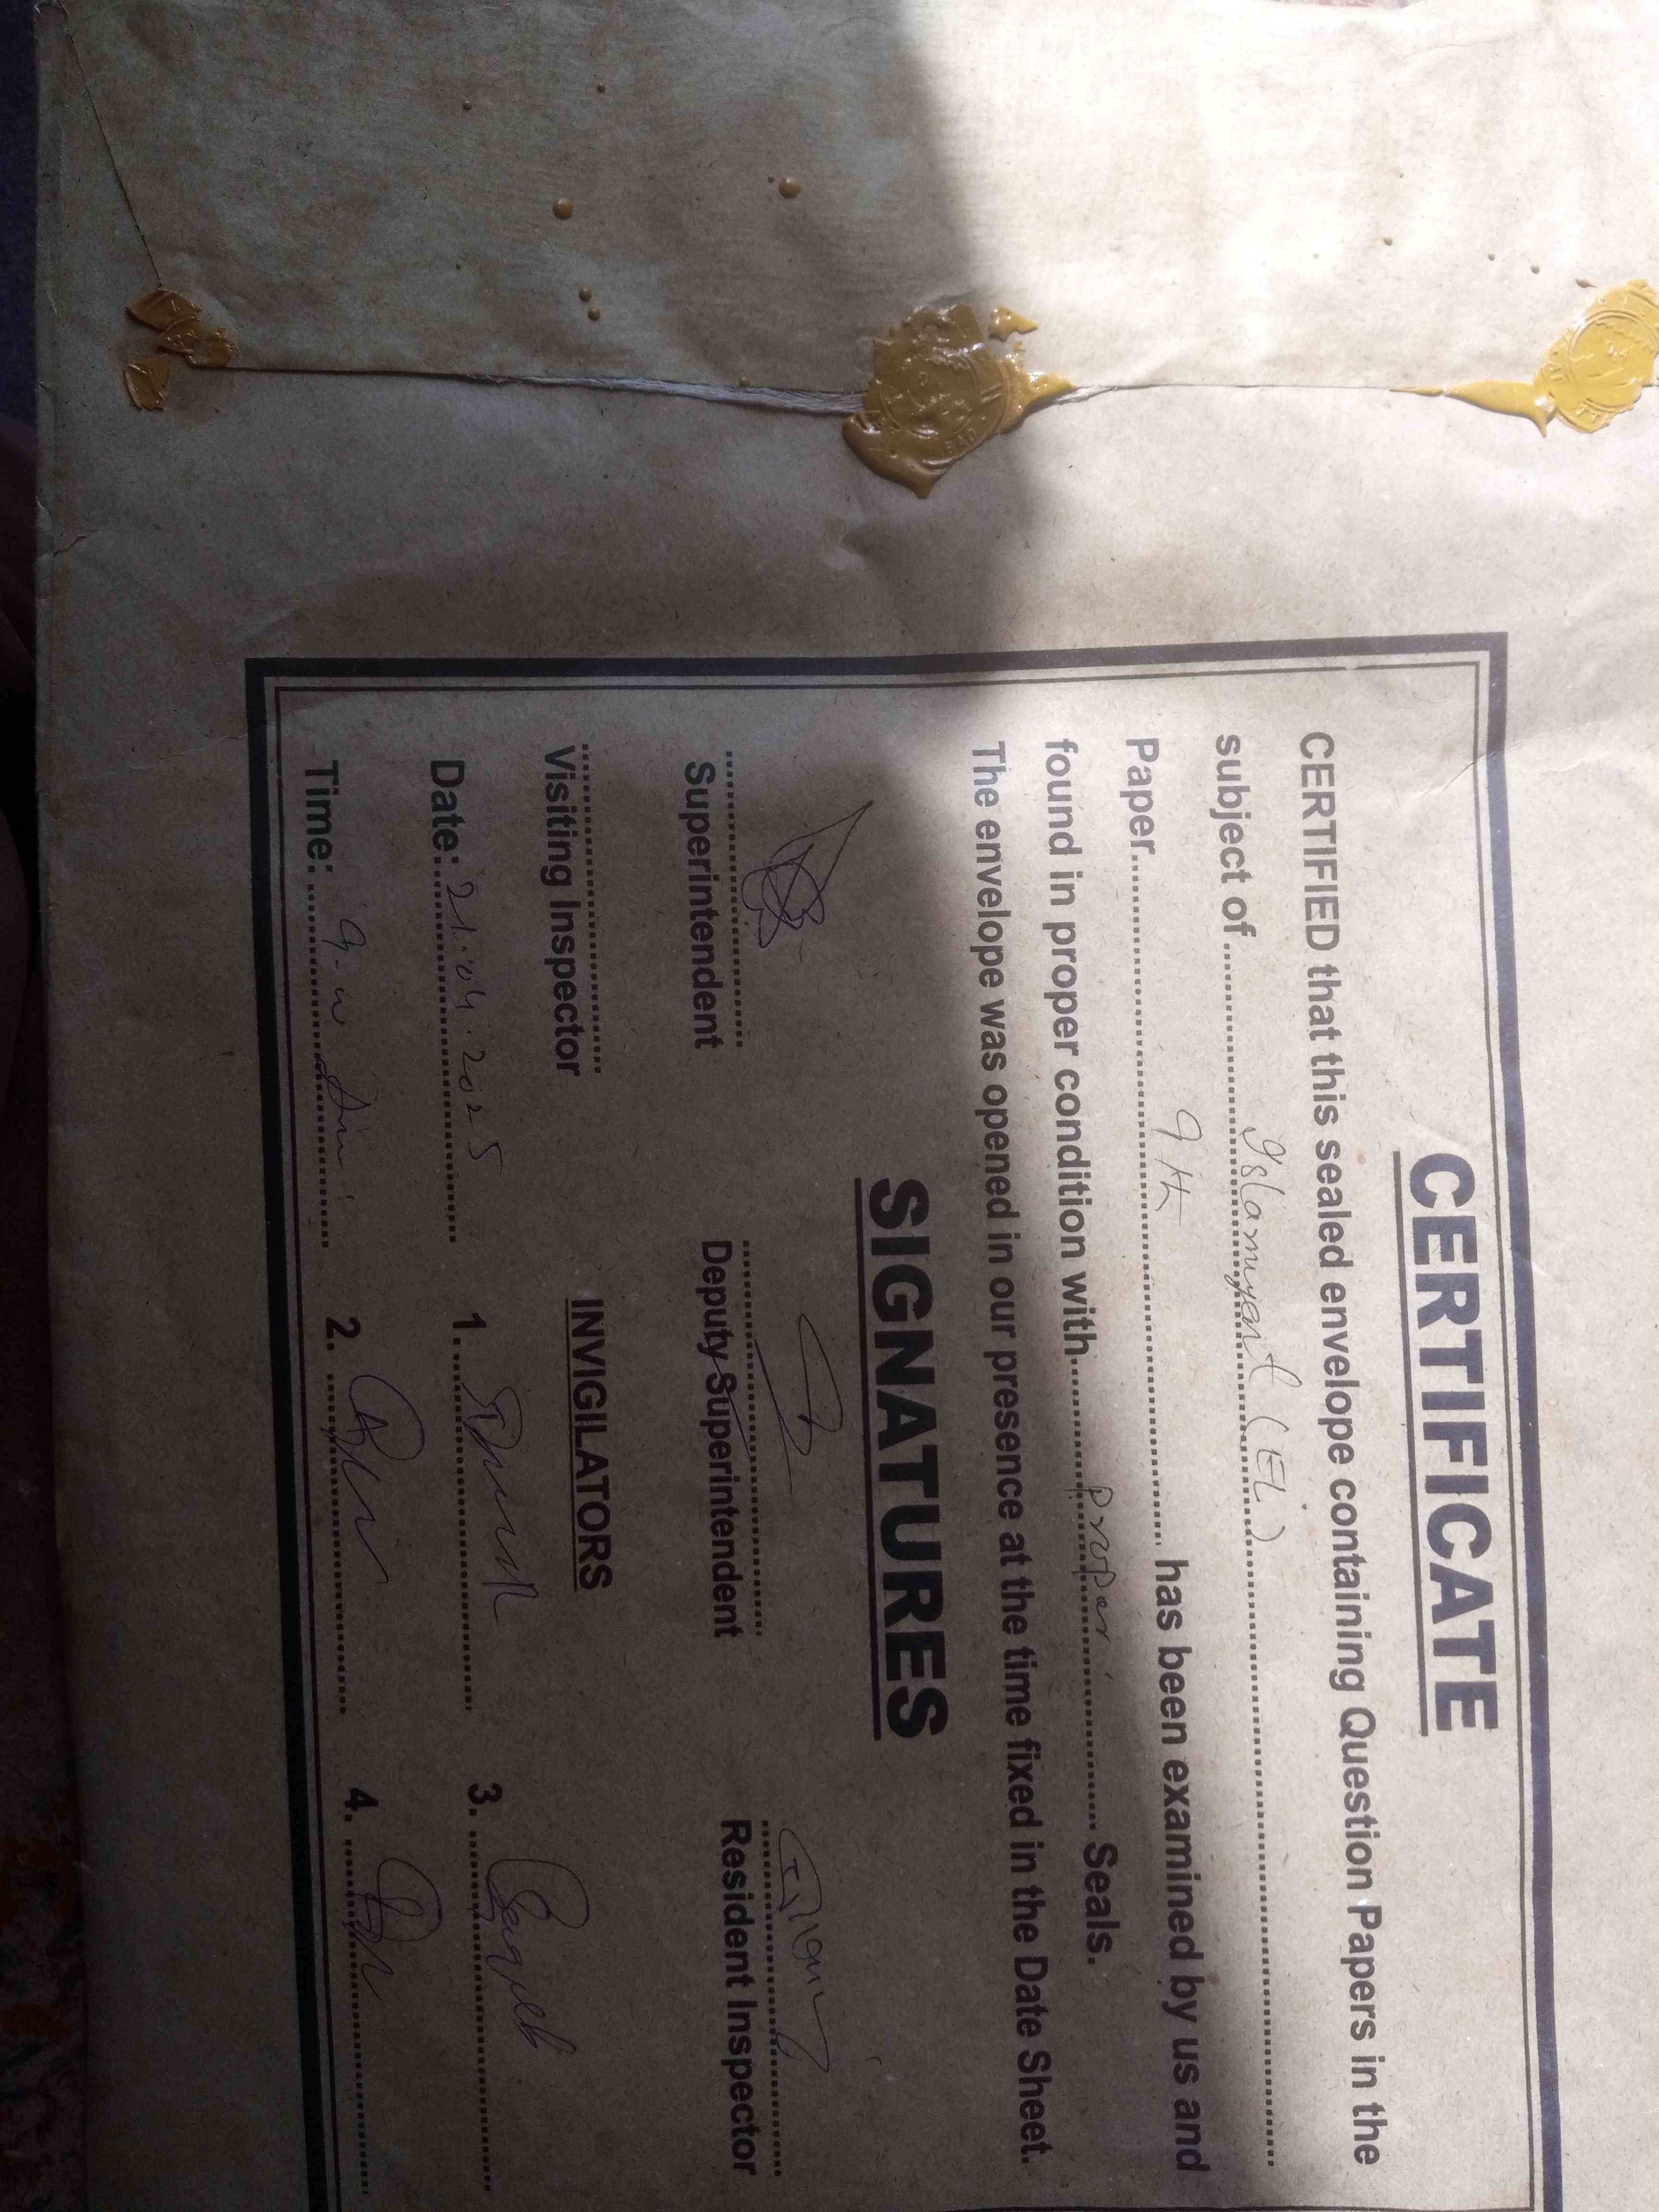 CERTIFICATE
CERTIFIED that this sealed envelope containing Question Papers in the
subject of Islamiyat (EL)
Paper 9th has been examined by us and
found in proper condition with Proper Seals.
The envelope was opened in our presence at the time fixed in the Date Sheet.
SIGNATURES
Superintendent Deputy Superintendent Resident Inspector
Visiting Inspector
INVIGILATORS
Date: 21.04.2025 1. 3.
Time: 2. 4.